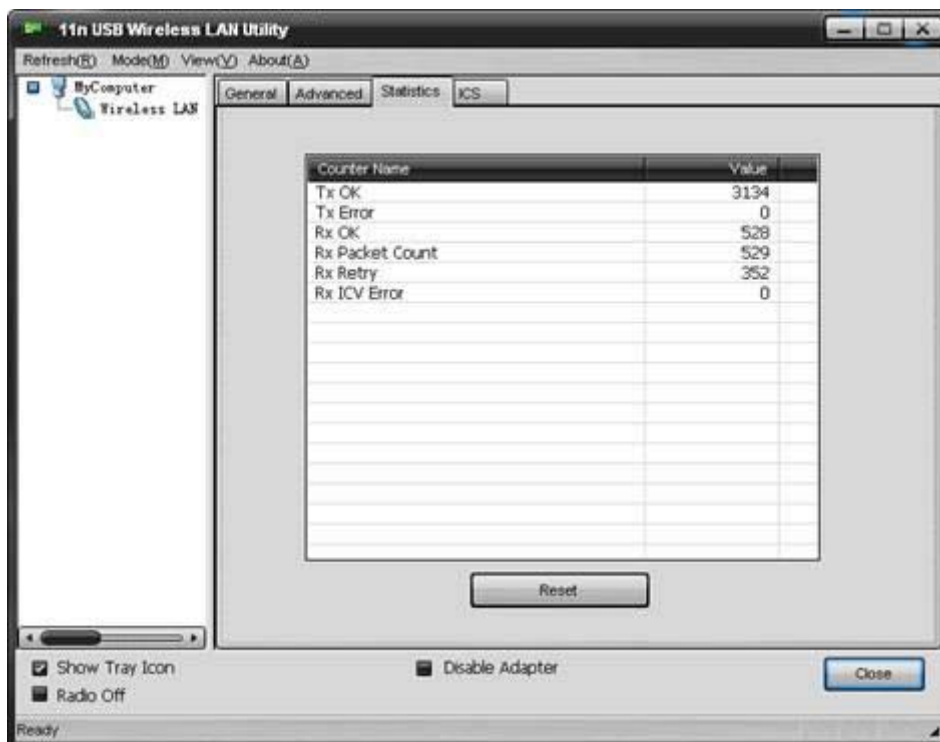 11n USB Wireless LAN Utility
Refresh(R) Mode(M) View(V) About(A)
MyComputer
Wireless LAN
General Advanced Statistics ICS
Counter Name Value
Tx OK 3134
Tx Error 0
Rx OK 528
Rx Packet Count 529
Rx Retry 352
Rx ICV Error 0
Reset
Show Tray Icon
Disable Adapter
Radio Off
Close
Ready